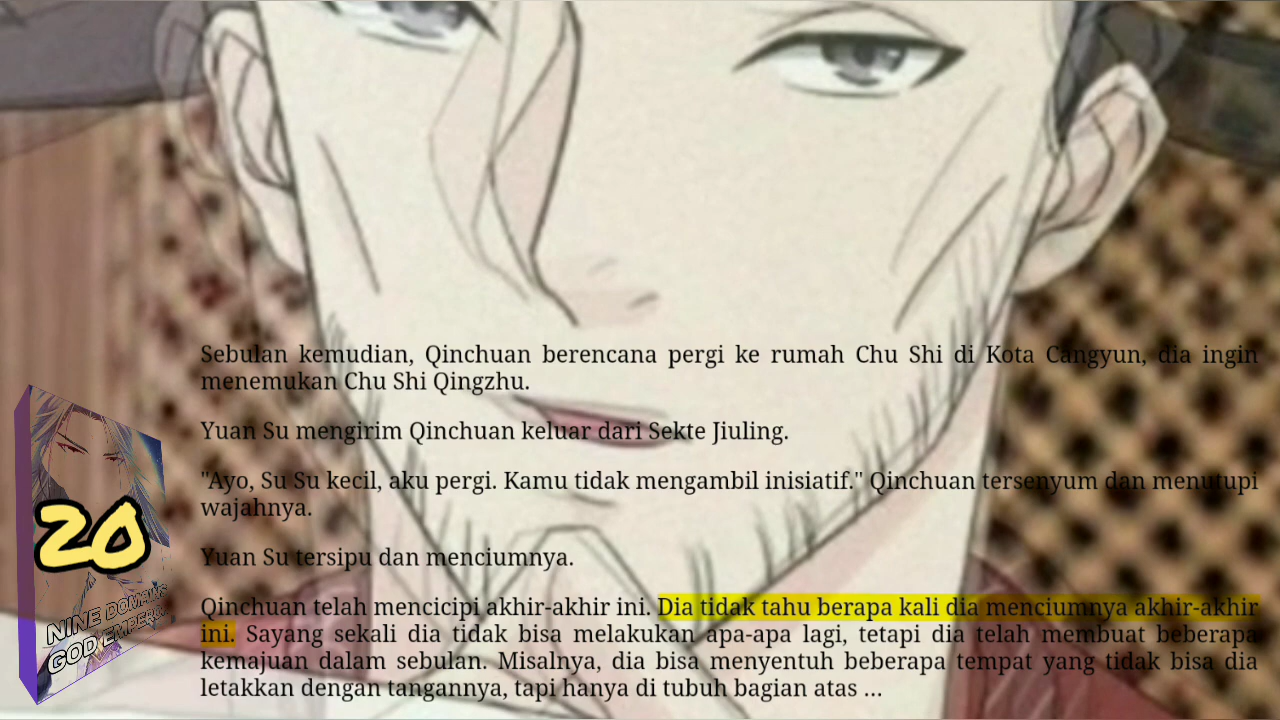 Sebulan kemudian, Qinchuan berencana pergi ke rumah Chu Shi di Kota Cangyun, dia ingin
menemukan Chu Shi Qingzhu.
Yuan Su mengirim Qinchuan keluar dari Sekte Jiuling.
"Ayo, Su Su kecil, aku pergi. Kamu tidak mengambil inisiatif." Qinchuan tersenyum dan menutupi
wajahnya.
Yuan Su tersipu dan menciumnya.
Qinchuan telah mencicipi akhir-akhir ini. Dia tidak tahu berapa kali dia menciumnya akhir-akhir
ini. Sayang sekali dia tidak bisa melakukan apa-apa lagi, tetapi dia telah membuat beberapa
kemajuan dalam sebulan. Misalnya, dia bisa menyentuh beberapa tempat yang tidak bisa dia
letakkan dengan tangannya, tapi hanya di tubuh bagian atas ...
20
NINE DOMAINS
GOD EMPEROR